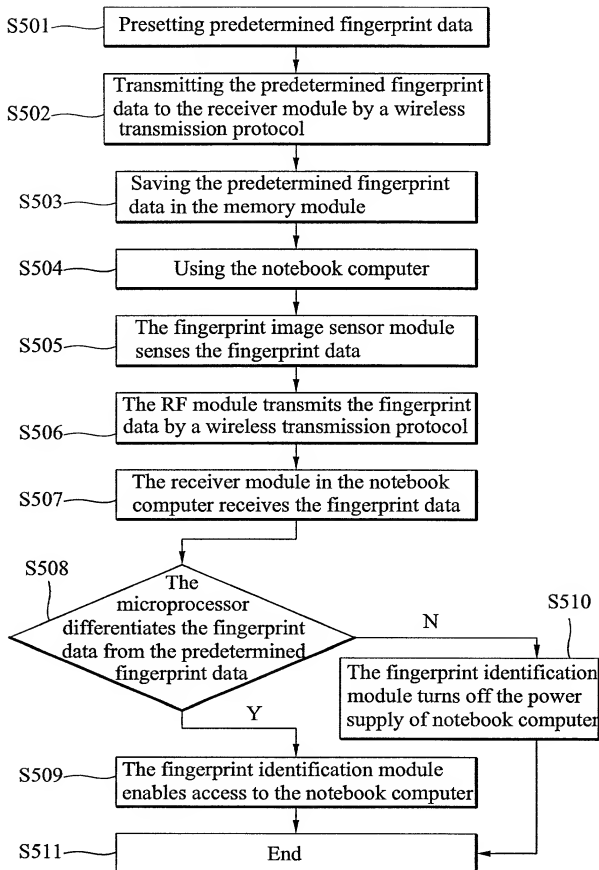 S501
Presetting predetermined fingerprint data
S502
Transmitting the predetermined fingerprint
data to the receiver module by a wireless
transmission protocol
S503
Saving the predetermined fingerprint
data in the memory module
S504
Using the notebook computer
S505
The fingerprint image sensor module
senses the fingerprint data
S506
The RF module transmits the fingerprint
data by a wireless transmission protocol
S507
The receiver module in the notebook
computer receives the fingerprint data
S508
The
microprocessor
differentiates the fingerprint
data from the predetermined
fingerprint data
N
S510
The fingerprint identification
module turns off the power
supply of notebook computer
Y
S509
The fingerprint identification module
enables access to the notebook computer
S511
End